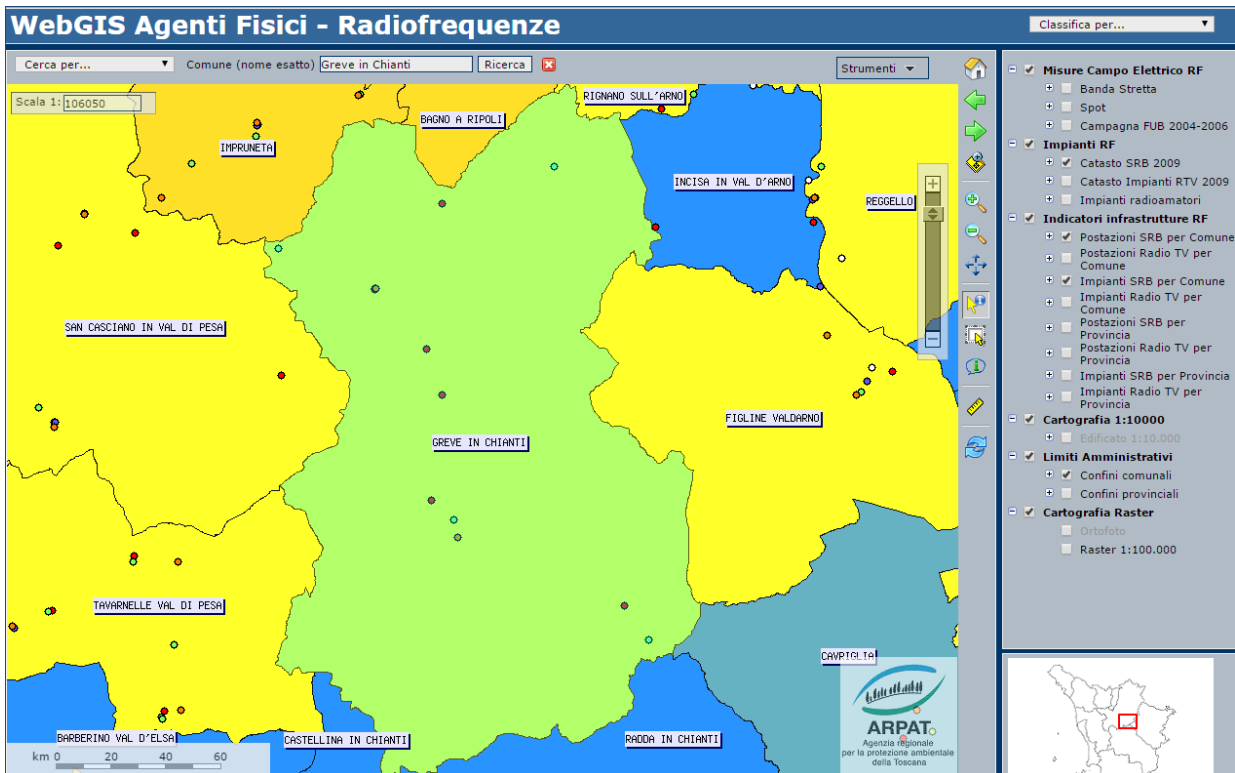 WebGIS Agenti Fisici - Radiofrequenze
Classifica per...
Cerca per...
Comune (nome esatto)
Greve in Chianti
Ricerca
Strumenti
Scala 1: 106050
RIGNANO SULL'ARNO
BAGNO A RIPOLI
IMPRUNETA
INCISA IN VAL D'ARNO
REGGELLO
SAN CASCIANO IN VAL DI PESA
FIGLINE VALDARNO
GREVE IN CHIANTI
TAVARNELLE VAL DI PESA
CAVRIGLIA
BARBERINO VAL D'ELSA
CASTELLINA IN CHIANTI
RADDA IN CHIANTI
km 0 20 40 60
ARPAT
Agenzia regionale
per la protezione ambientale
della Toscana
Misure Campo Elettrico RF
Banda Stretta
Spot
Campagna FUB 2004-2006
Impianti RF
Catasto SRB 2009
Catasto Impianti RTV 2009
Impianti radioamatori
Indicatori infrastrutture RF
Postazioni SRB per Comune
Postazioni Radio TV per
Comune
Impianti SRB per Comune
Impianti Radio TV per
Comune
Postazioni SRB per
Provincia
Postazioni Radio TV per
Provincia
Impianti SRB per Provincia
Impianti Radio TV per
Provincia
Cartografia 1:10000
Edificato 1:10.000
Limiti Amministrativi
Confini comunali
Confini provinciali
Cartografia Raster
Ortofoto
Raster 1:100.000